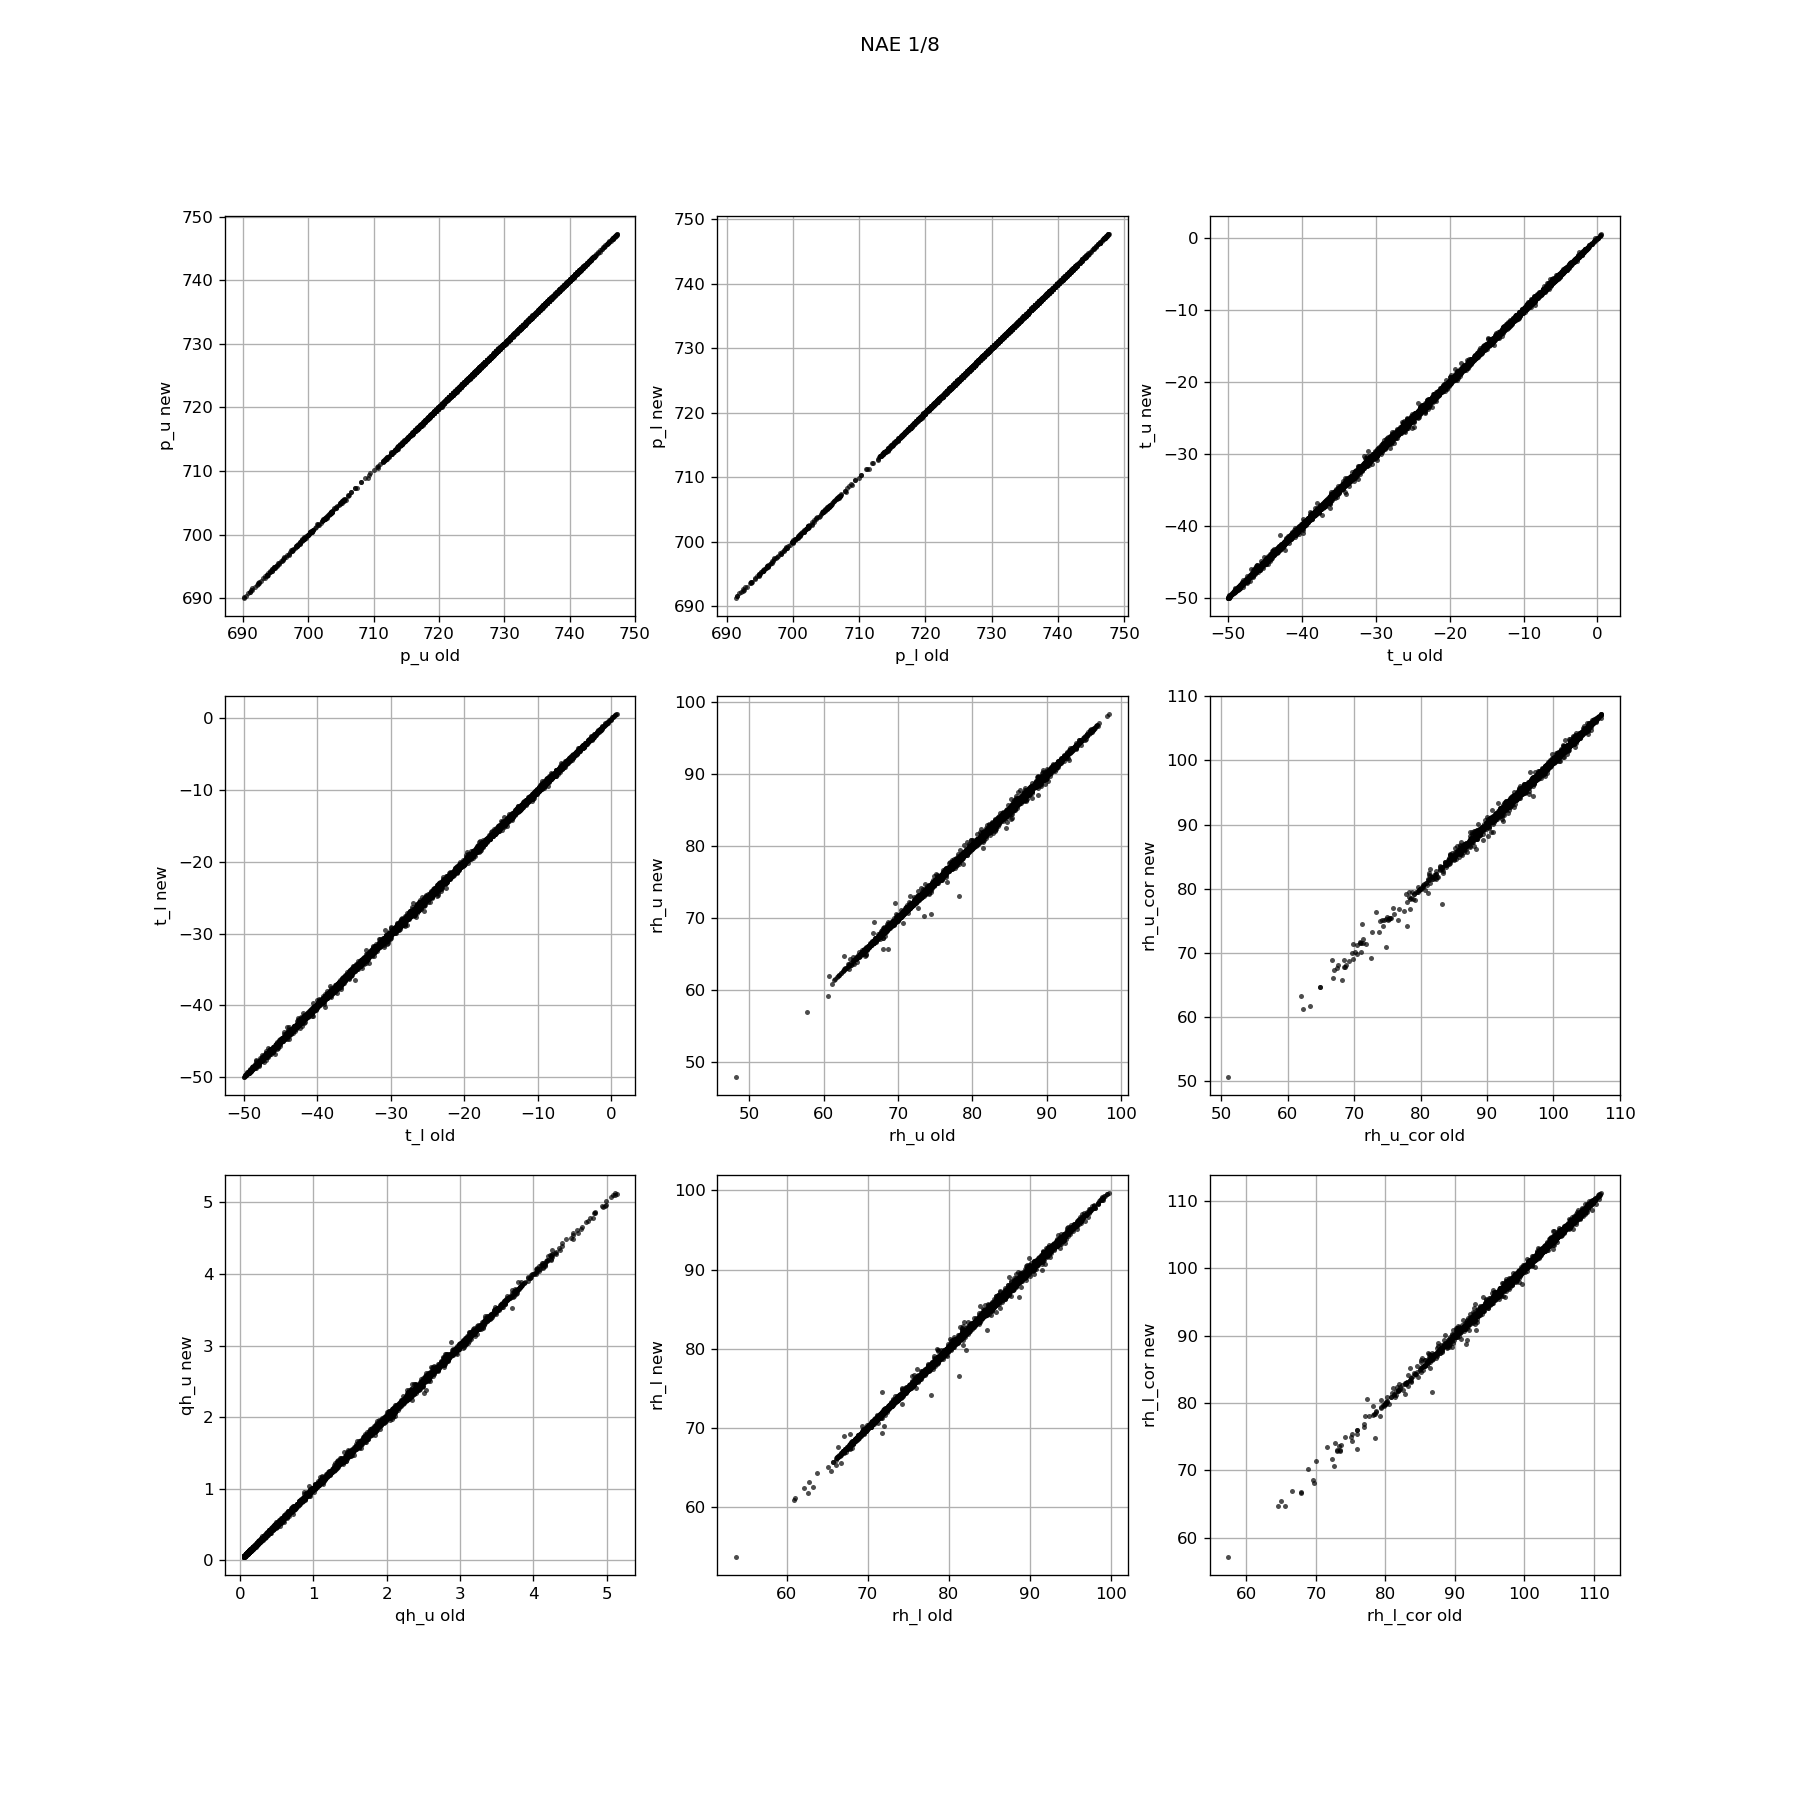 NAE 1/8
750
740
730
720
710
700
690
p_u new
690 700 710 720 730 740 750
p_u old
750
740
730
720
710
700
690
p_l new
690 700 710 720 730 740 750
p_l old
0
−10
−20
−30
−40
−50
t_u new
−50 −40 −30 −20 −10 0
t_u old
0
−10
−20
−30
−40
−50
t_l new
−50 −40 −30 −20 −10 0
t_l old
100
90
80
70
60
50
rh_u new
50 60 70 80 90 100
rh_u old
110
100
90
80
70
60
50
rh_u_cor new
50 60 70 80 90 100 110
rh_u_cor old
5
4
3
2
1
0
qh_u new
0 1 2 3 4 5
qh_u old
100
90
80
70
60
rh_l new
60 70 80 90 100
rh_l old
110
100
90
80
70
60
rh_l_cor new
60 70 80 90 100 110
rh_l_cor old